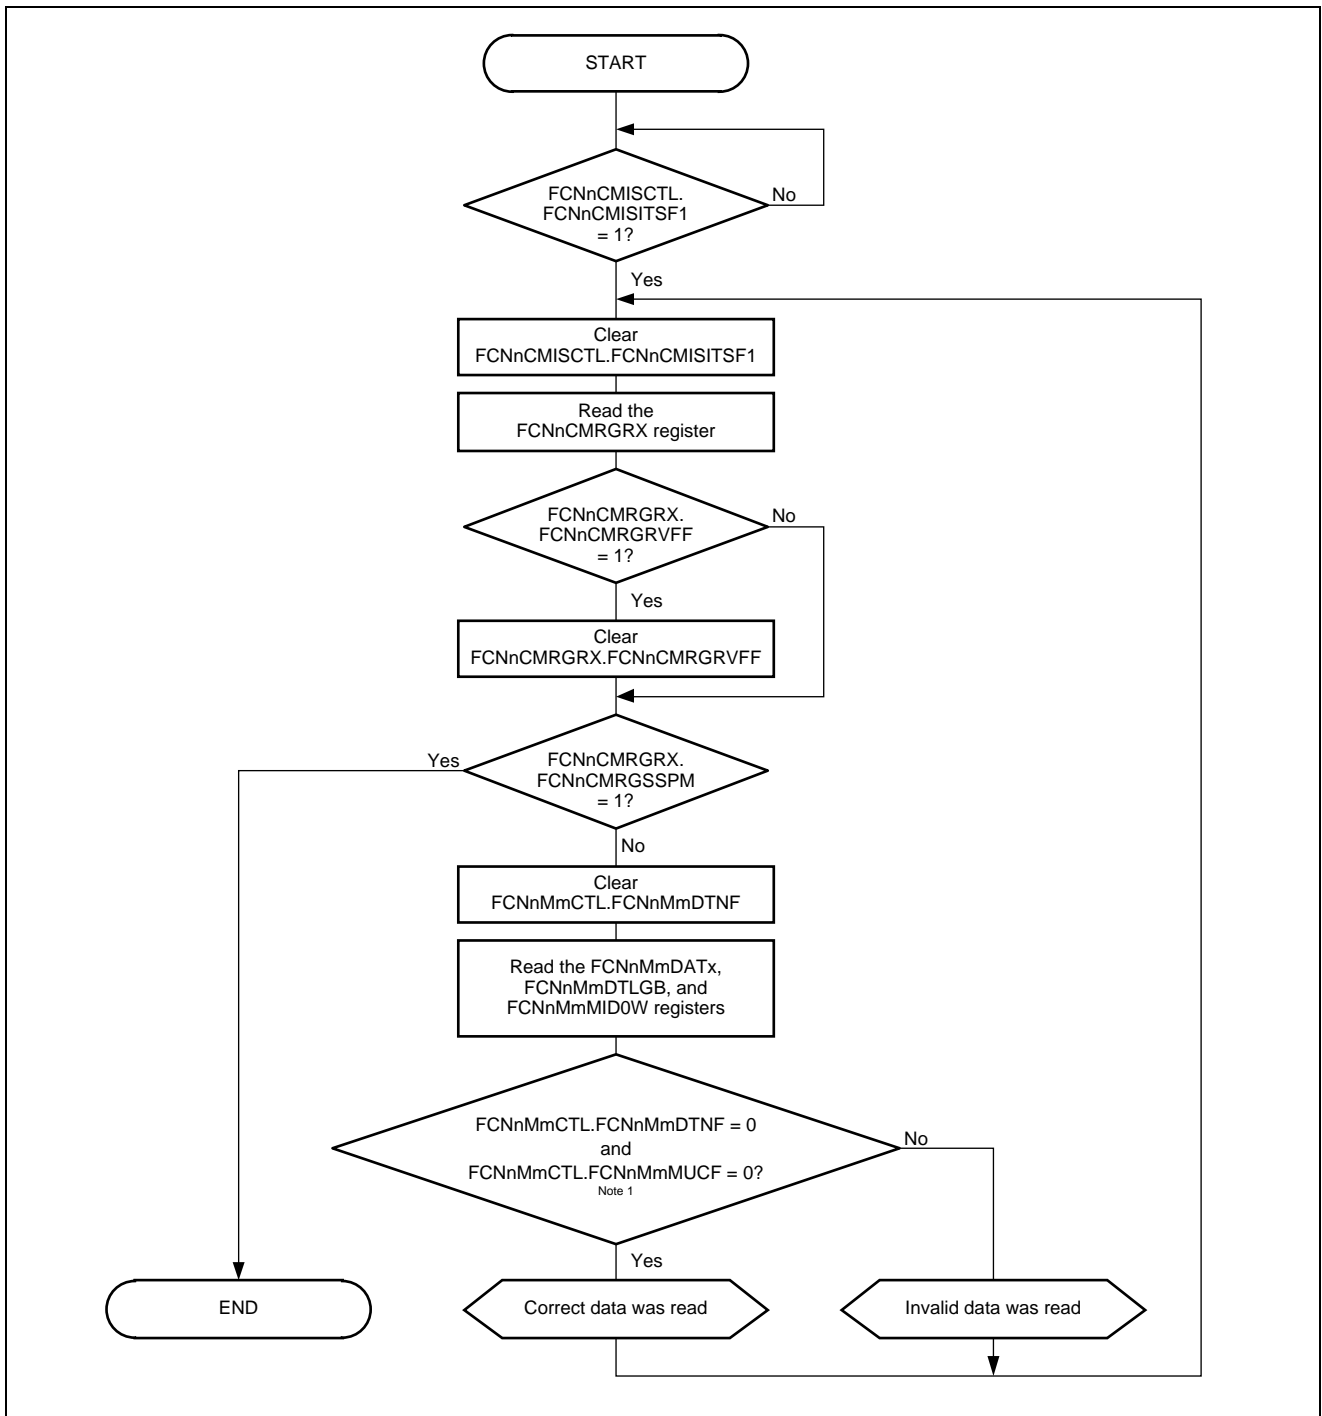 START
FCNnCMISCTL.
FCNnCMISITSF1
= 1?
No
Yes
Clear
FCNnCMISCTL.FCNnCMISITSF1
Read the
FCNnCMRGRX register
FCNnCMRGRX.
FCNnCMRGRVFF
= 1?
No
Yes
Clear
FCNnCMRGRX.FCNnCMRGRVFF
FCNnCMRGRX.
FCNnCMRGSSPM
= 1?
Yes
No
Clear
FCNnMmCTL.FCNnMmDTNF
Read the FCNnMmDATx,
FCNnMmDTLGB, and
FCNnMmMID0W registers
FCNnMmCTL.FCNnMmDTNF = 0
and
FCNnMmCTL.FCNnMmMUCF = 0?
Note 1
No
Yes
END
Correct data was read
Invalid data was read